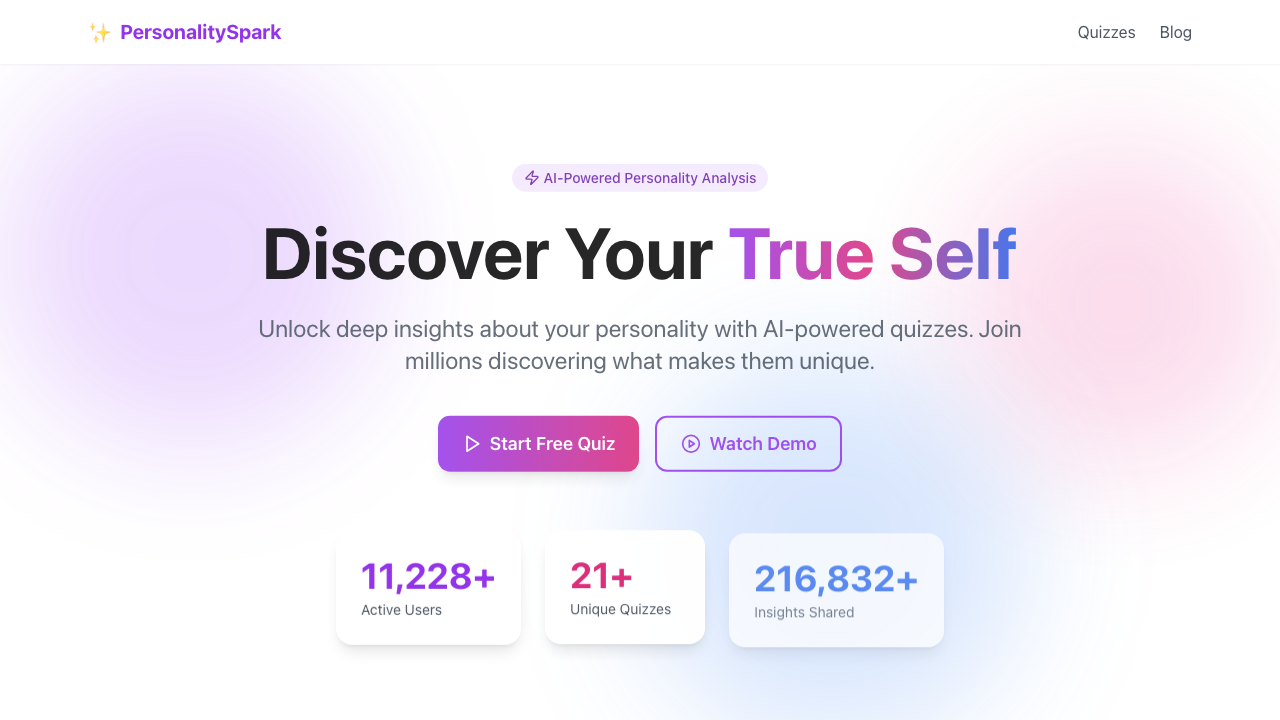 ✨ PersonalitySpark
Quizzes
Blog
AI-Powered Personality Analysis
Discover Your True Self
Unlock deep insights about your personality with AI-powered quizzes. Join
millions discovering what makes them unique.
Start Free Quiz
Watch Demo
11,228+
Active Users
21+
Unique Quizzes
216,832+
Insights Shared